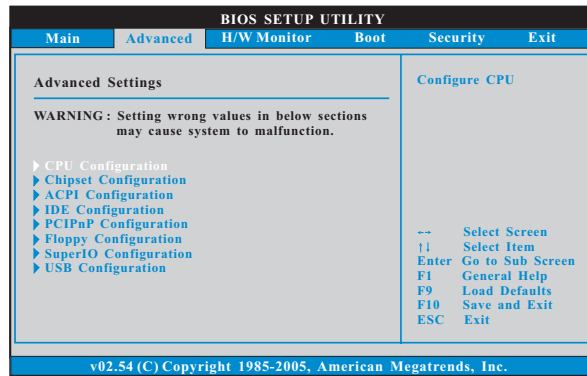 BIOS SETUP UTILITY
Main Advanced H/W Monitor Boot Security Exit
Advanced Settings
WARNING : Setting wrong values in below sections
may cause system to malfunction.
CPU Configuration
Chipset Configuration
ACPI Configuration
IDE Configuration
PCIPnP Configuration
Floppy Configuration
SuperIO Configuration
USB Configuration
Configure CPU
←→ Select Screen
↑↓ Select Item
Enter Go to Sub Screen
F1 General Help
F9 Load Defaults
F10 Save and Exit
ESC Exit
v02.54 (C) Copyright 1985-2005, American Megatrends, Inc.